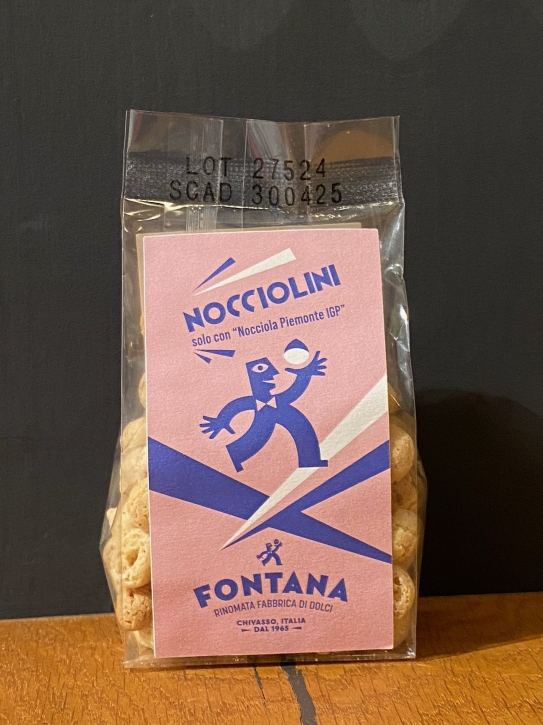 LOT 27524
SCAD 300425
NOCCIOLINI
solo con "Nocciola Piemonte IGP"
FONTANA
RINOMATA FABBRICA DI DOLCI
CHIVASSO, ITALIA
DAL 1965